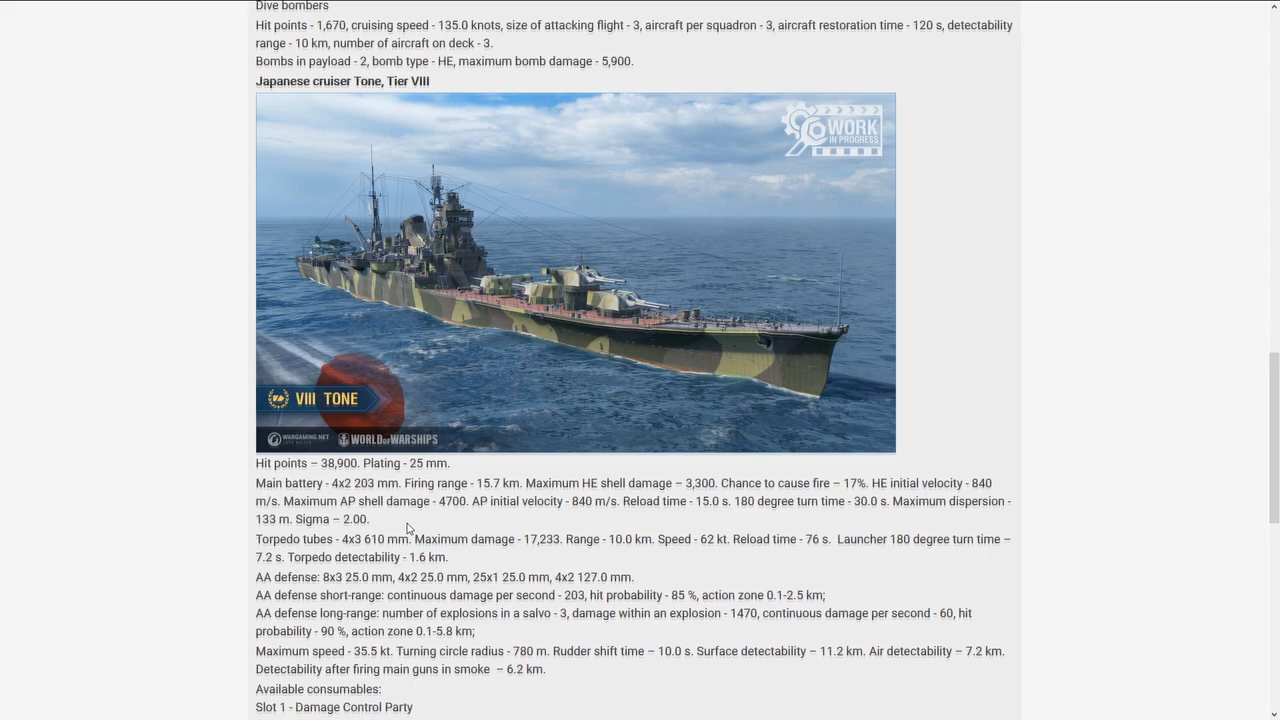 Dive bombers
Hit points - 1,670, cruising speed - 135.0 knots, size of attacking flight - 3, aircraft per squadron - 3, aircraft restoration time - 120 s, detectability
range - 10 km, number of aircraft on deck - 3.
Bombs in payload - 2, bomb type - HE, maximum bomb damage - 5,900.
Japanese cruiser Tone, Tier VIII
WORK
IN PROGRESS
VIII TONE
WARGAMING.NET
WORLD OF WARSHIPS
Hit points – 38,900. Plating - 25 mm.
Main battery - 4x2 203 mm. Firing range - 15.7 km. Maximum HE shell damage – 3,300. Chance to cause fire – 17%. HE initial velocity - 840
m/s. Maximum AP shell damage - 4700. AP initial velocity - 840 m/s. Reload time - 15.0 s. 180 degree turn time - 30.0 s. Maximum dispersion -
133 m. Sigma – 2.00.
Torpedo tubes - 4x3 610 mm. Maximum damage - 17,233. Range - 10.0 km. Speed - 62 kt. Reload time - 76 s.  Launcher 180 degree turn time –
7.2 s. Torpedo detectability - 1.6 km.
AA defense: 8x3 25.0 mm, 4x2 25.0 mm, 25x1 25.0 mm, 4x2 127.0 mm.
AA defense short-range: continuous damage per second - 203, hit probability - 85 %, action zone 0.1-2.5 km;
AA defense long-range: number of explosions in a salvo - 3, damage within an explosion - 1470, continuous damage per second - 60, hit
probability - 90 %, action zone 0.1-5.8 km;
Maximum speed - 35.5 kt. Turning circle radius - 780 m. Rudder shift time – 10.0 s. Surface detectability – 11.2 km. Air detectability – 7.2 km.
Detectability after firing main guns in smoke  – 6.2 km.
Available consumables:
Slot 1 - Damage Control Party